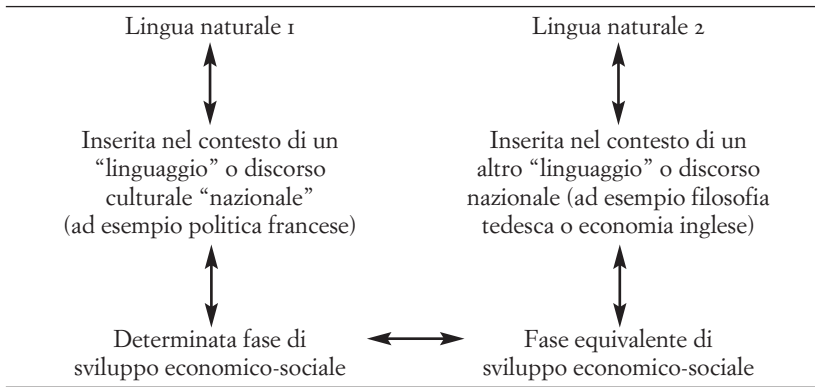 Lingua naturale 1
Lingua naturale 2
Inserita nel contesto di un
“linguaggio” o discorso
culturale “nazionale”
(ad esempio politica francese)
Inserita nel contesto di un
altro “linguaggio” o discorso
nazionale (ad esempio filosofia
tedesca o economia inglese)
Determinata fase di
sviluppo economico-sociale
Fase equivalente di
sviluppo economico-sociale